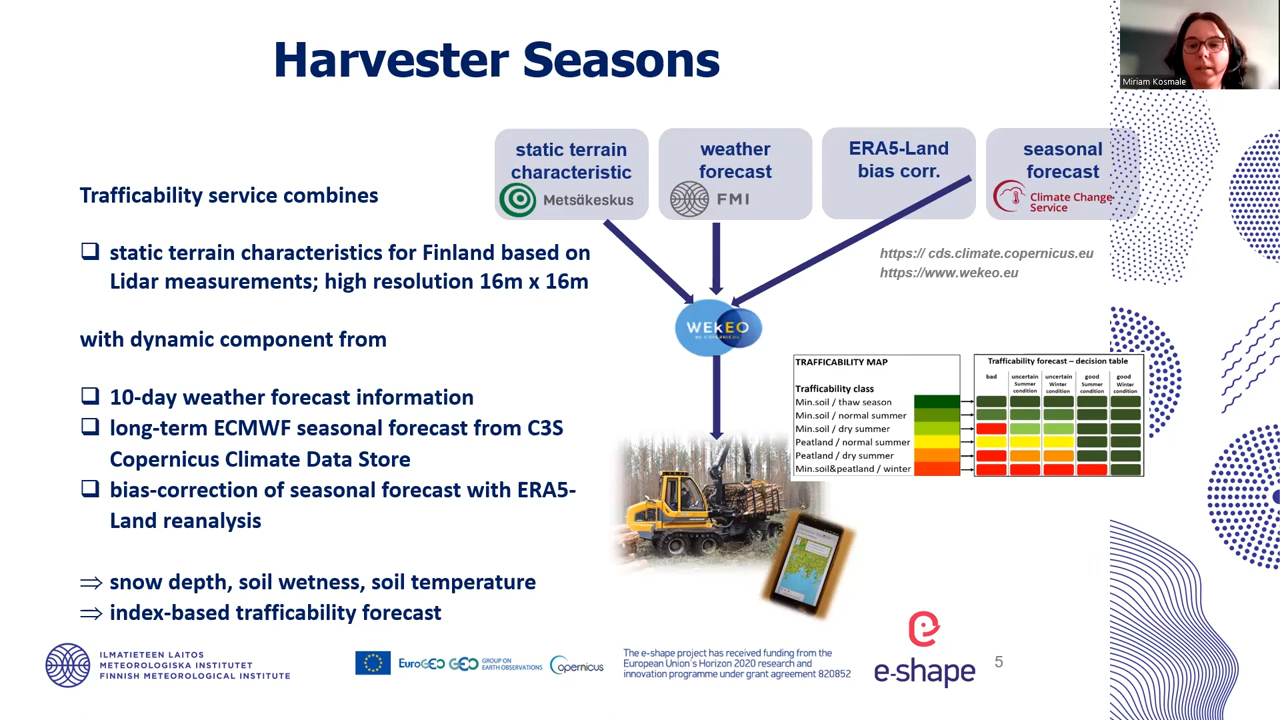 Harvester Seasons
Miriam Kosmale
static terrain
characteristic
Metsäkeskus
weather
forecast
FMI
ERA5-Land
bias corr.
seasonal
forecast
Climate Change
Service
Trafficability service combines
static terrain characteristics for Finland based on
Lidar measurements; high resolution 16m x 16m
with dynamic component from
10-day weather forecast information
long-term ECMWF seasonal forecast from C3S
Copernicus Climate Data Store
bias-correction of seasonal forecast with ERA5-
Land reanalysis
⇒ snow depth, soil wetness, soil temperature
⇒ index-based trafficability forecast
https:// cds.climate.copernicus.eu
https://www.wekeo.eu
WEkEO
TRAFFICABILITY MAP
Trafficability class
Min.soil / thaw season
Min.soil / normal summer
Min.soil / dry summer
Peatland / normal summer
Peatland / dry summer
Min.soil&peatland / winter
Trafficability forecast – decision table
bad
uncertain
Summer
condition
uncertain
Winter
condition
good
Summer
condition
good
Winter
condition
ILMATIETEEN LAITOS
METEOROLOGISKA INSTITUTET
FINNISH METEOROLOGICAL INSTITUTE
EuroGEO
GEO
GROUP ON
EARTH OBSERVATIONS
opernicus
The e-shape project has received funding from the
European Union´s Horizon 2020 research and
innovation programme under grant agreement 820852
e-shape
5